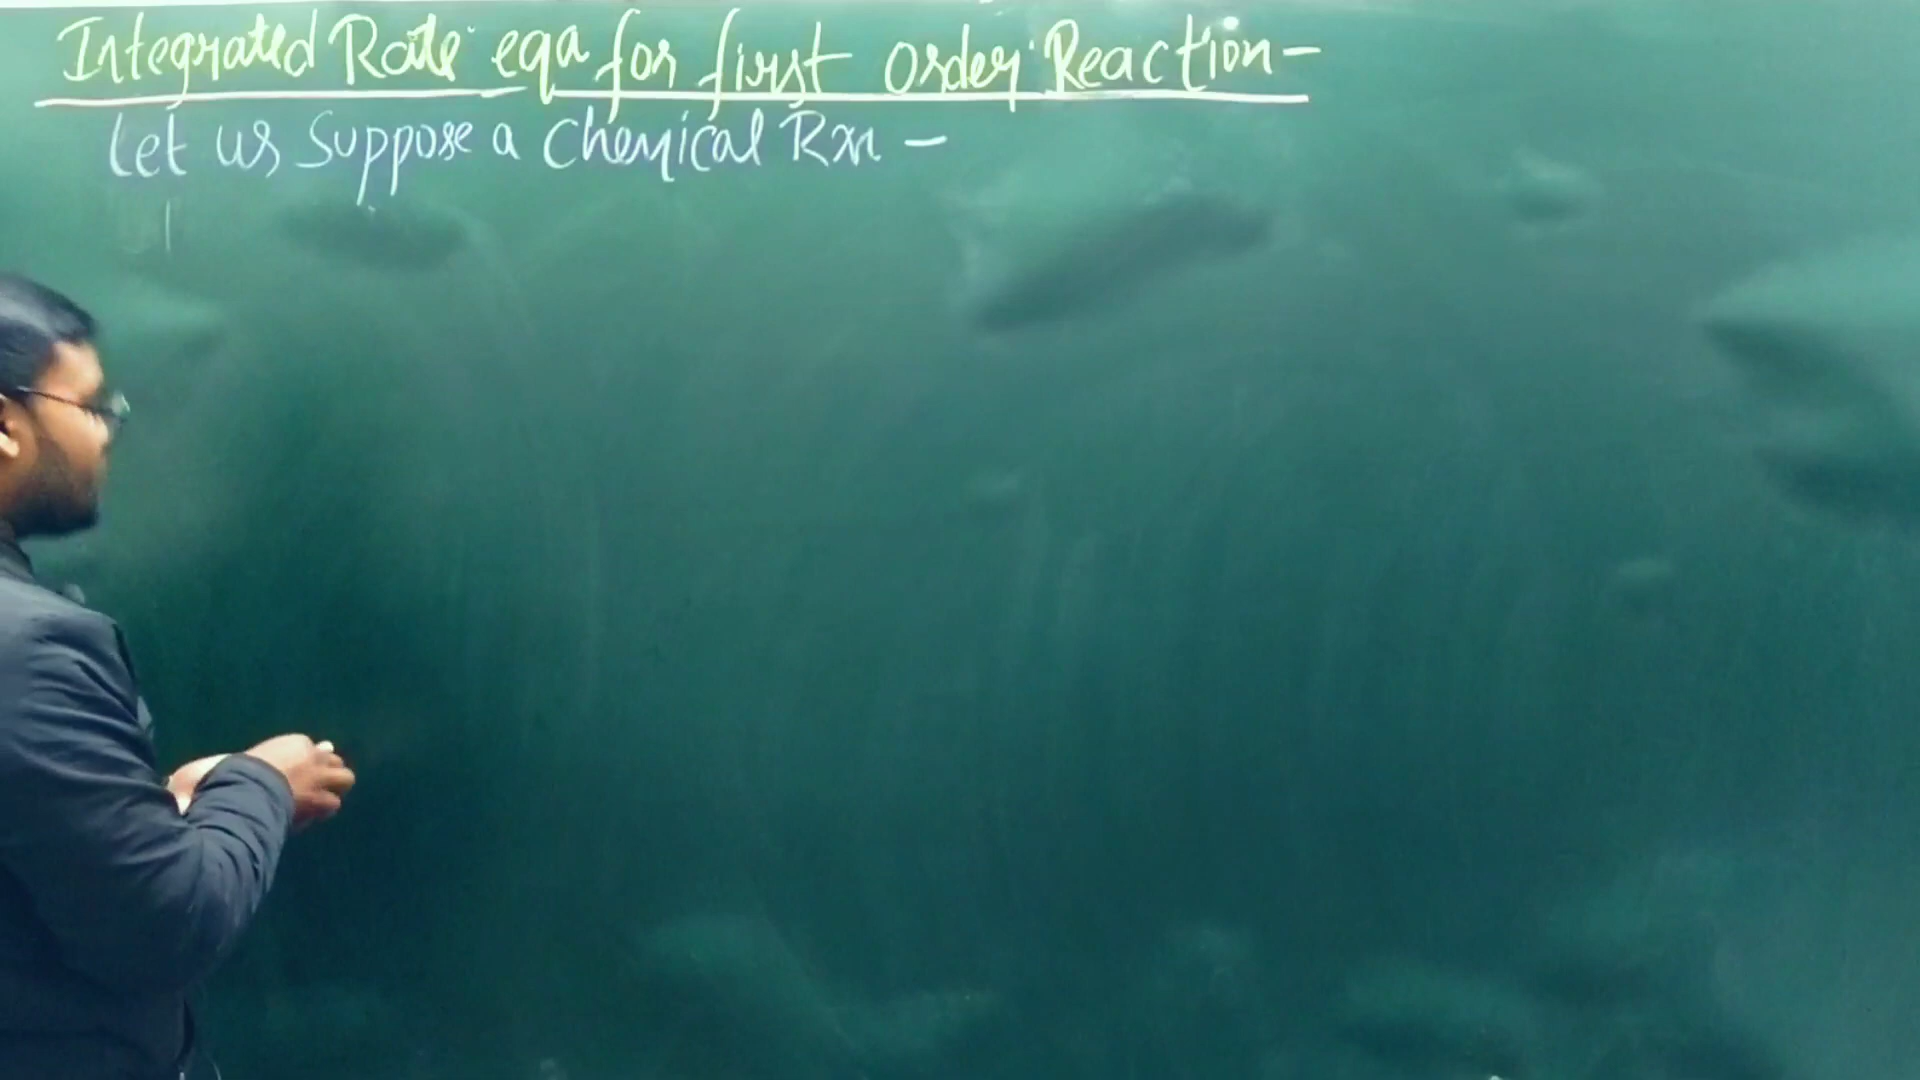 Integrated Rate eqn for first order Reaction-
Let us Suppose a Chemical Rxn -